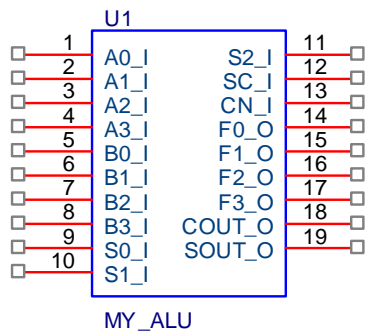 U1
1 A0_I S2_I 11
2 A1_I SC_I 12
3 A2_I CN_I 13
4 A3_I F0_O 14
5 B0_I F1_O 15
6 B1_I F2_O 16
7 B2_I F3_O 17
8 B3_I COUT_O 18
9 S0_I SOUT_O 19
10 S1_I
MY_ALU